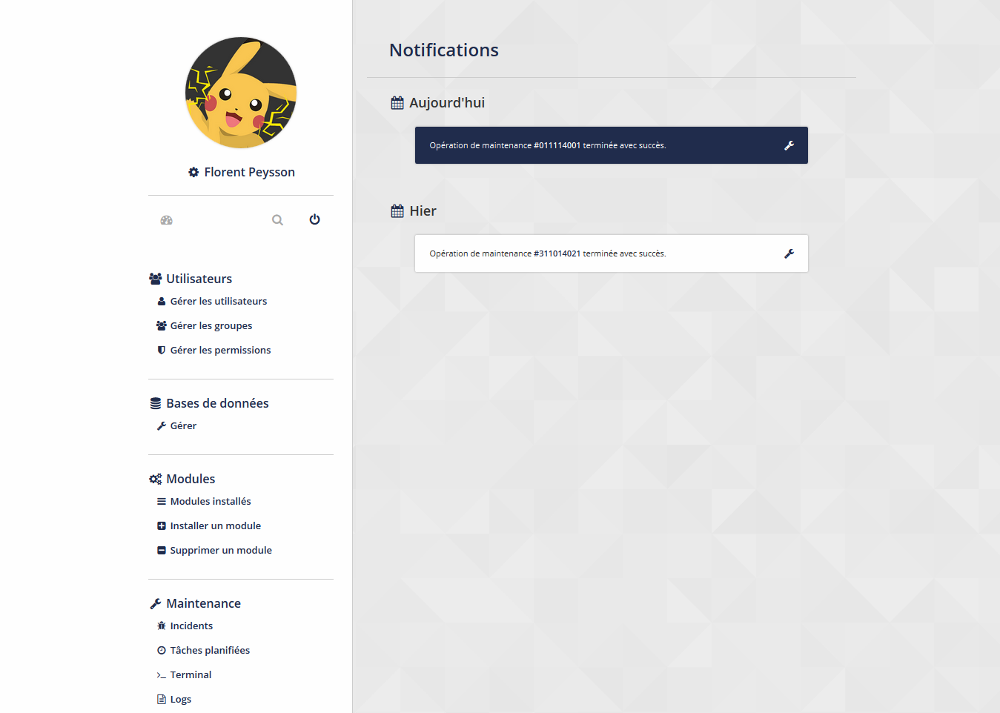 Florent Peysson
Utilisateurs
Gérer les utilisateurs
Gérer les groupes
Gérer les permissions
Bases de données
Gérer
Modules
Modules installés
Installer un module
Supprimer un module
Maintenance
Incidents
Tâches planifiées
Terminal
Logs
Notifications
Aujourd'hui
Opération de maintenance #011114001 terminée avec succès.
Hier
Opération de maintenance #311014021 terminée avec succès.